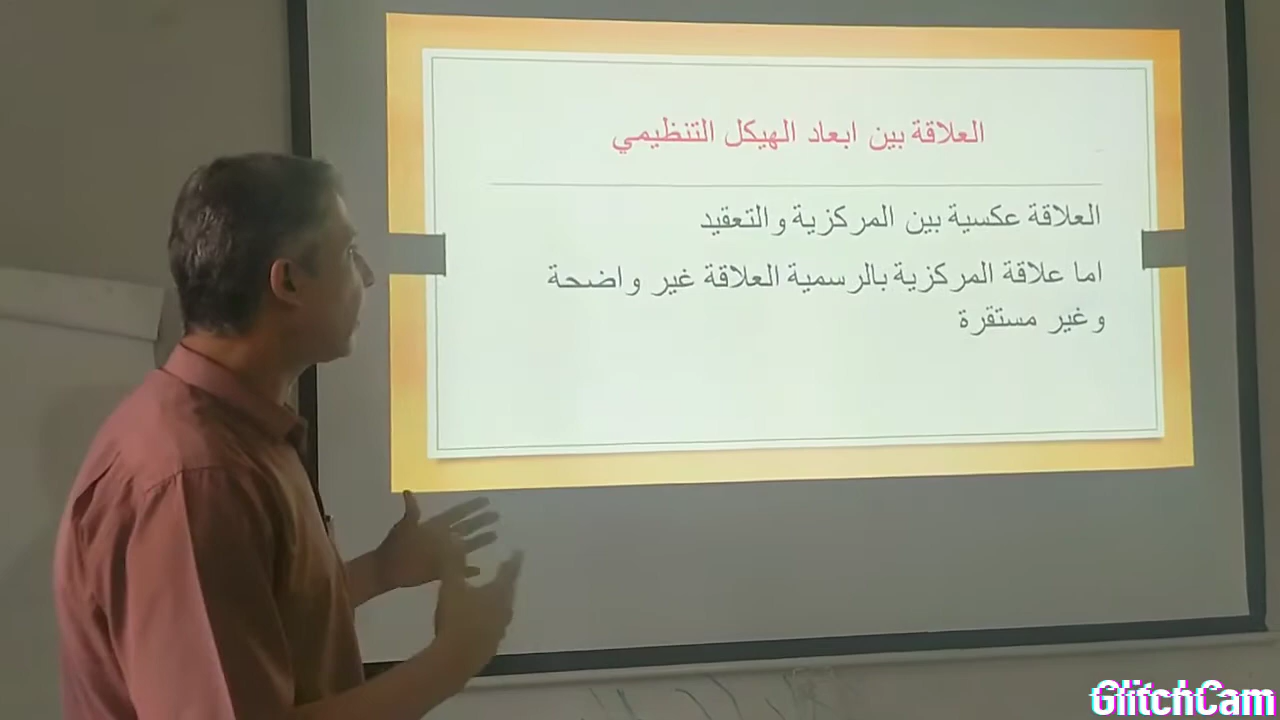 العلاقة بين ابعاد الهيكل التنظيمي
العلاقة عكسية بين المركزية والتعقيد
اما علاقة المركزية بالرسمية العلاقة غير واضحة
وغير مستقرة
GlitchCam